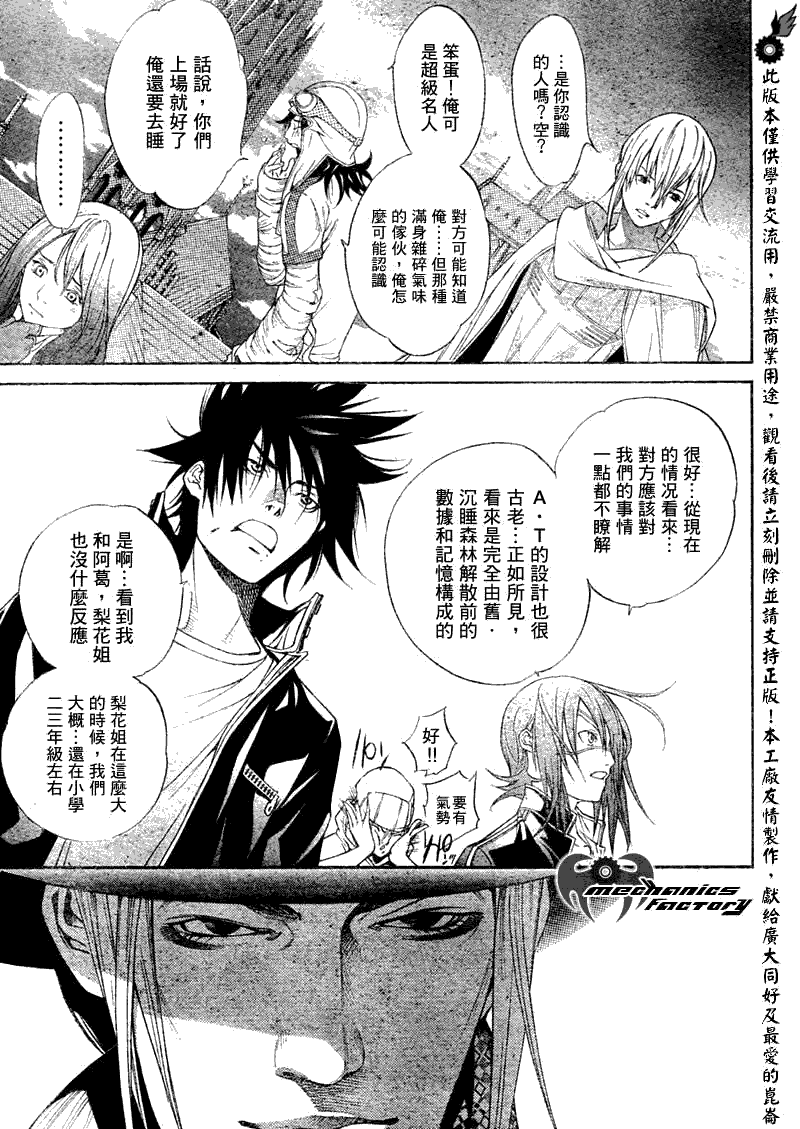 …是你認識
的人嗎？空？
笨蛋！俺可
是超級名人
對方可能知道
俺……但那種
滿身雜碎氣味
的傢伙，俺怎
麼可能認識
話說，你們
上場就好了
俺還要去睡
………
很好…從現在
的情況看來…
對方應該對
我們的事情
一點都不瞭解
A・T的設計也很
古老…正如所見，
看來是完全由舊．
沉睡森林解散前的
數據和記憶構成的
好!!
要有
氣勢
是啊…看到我
和阿葛，梨花姐
也沒什麼反應
梨花姐在這麼大
的時候，我們
大概…還在小學
二三年級左右
mechanics
Factory
此版本僅供學習交流用，嚴禁商業用途，觀看後請立刻刪除並請支持正版！本工廠友情製作，獻給廣大同好及最愛的崑崙